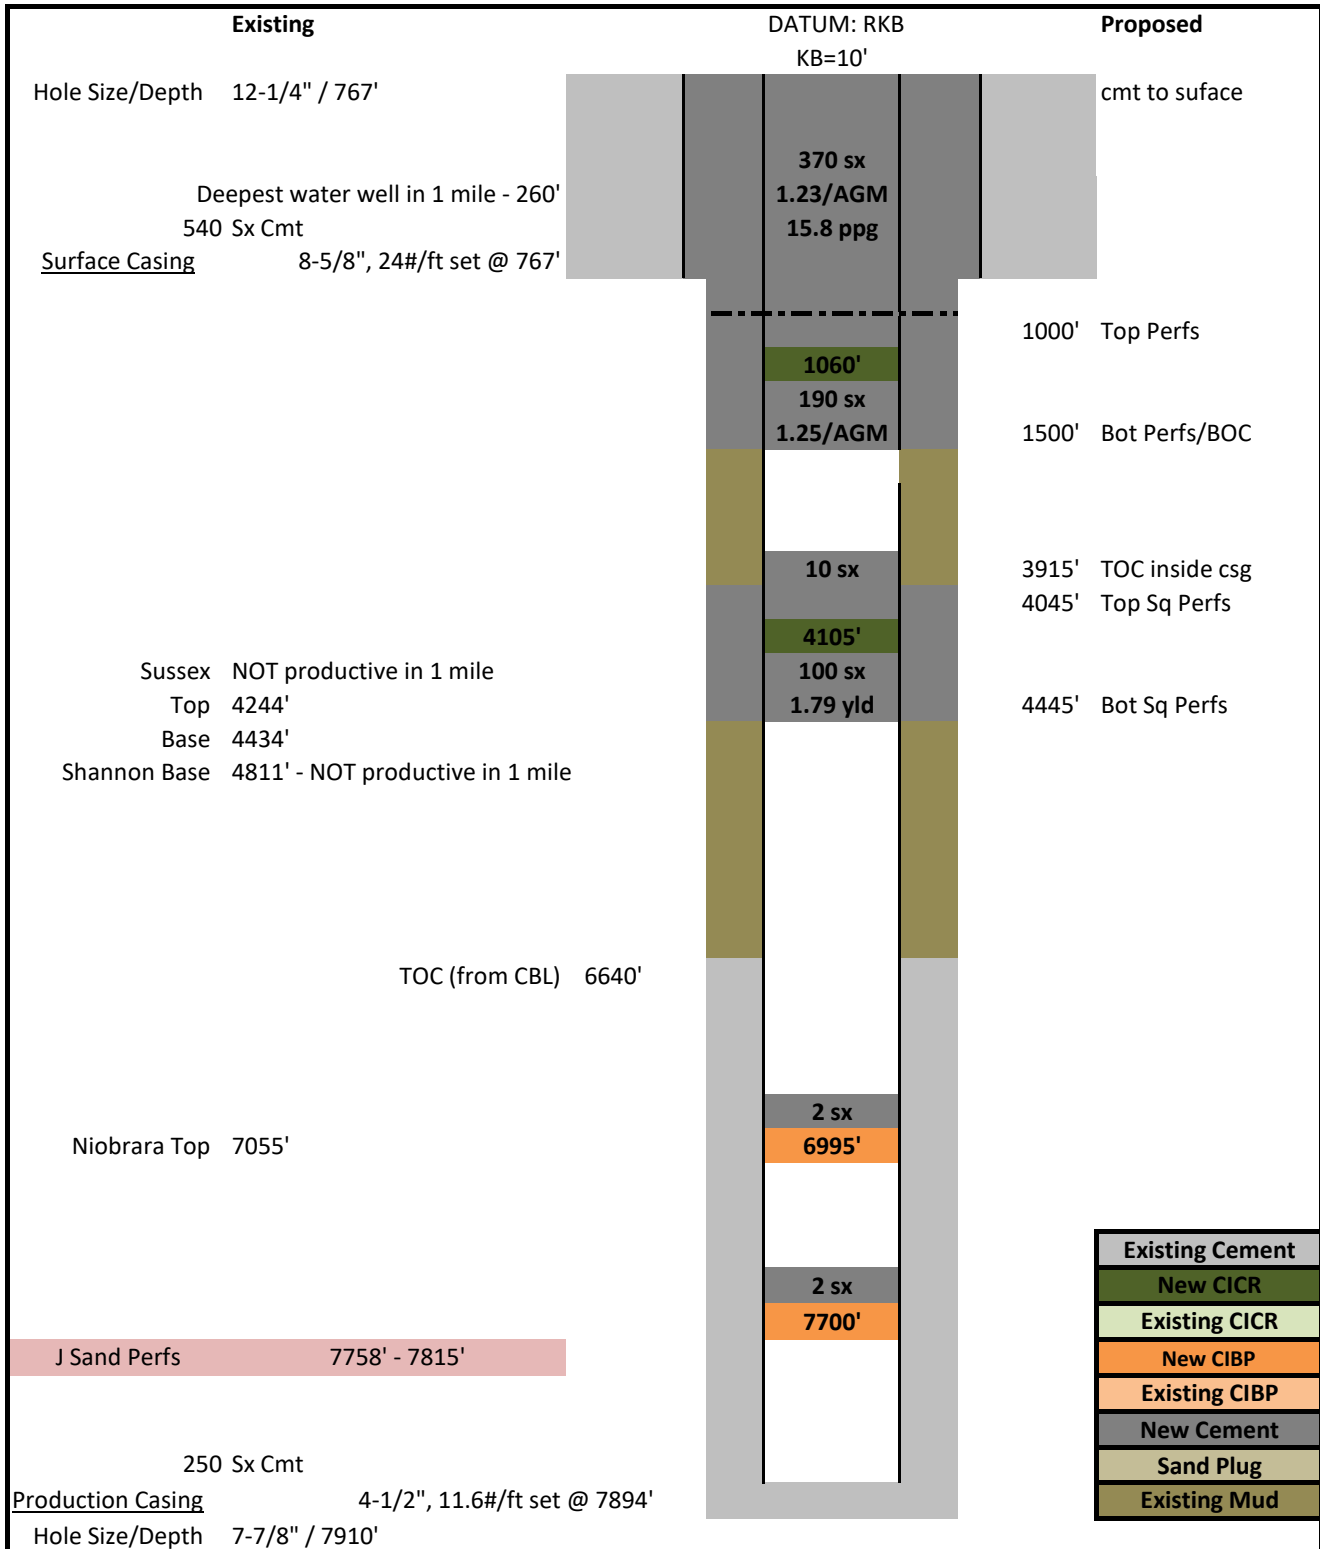 Existing DATUM: RKB Proposed
KB=10'
Hole Size/Depth 12-1/4" / 767' cmt to suface
370 sx
Deepest water well in 1 mile - 260' 1.23/AGM
540 Sx Cmt 15.8 ppg
Surface Casing 8-5/8", 24#/ft set @ 767'
1000' Top Perfs
1060'
190 sx
1.25/AGM 1500' Bot Perfs/BOC
10 sx 3915' TOC inside csg
4045' Top Sq Perfs
4105'
Sussex NOT productive in 1 mile 100 sx
Top 4244' 1.79 yld 4445' Bot Sq Perfs
Base 4434'
Shannon Base 4811' - NOT productive in 1 mile
TOC (from CBL) 6640'
2 sx
Niobrara Top 7055' 6995'
Existing Cement
2 sx New CICR
7700' Existing CICR
J Sand Perfs 7758' - 7815' New CIBP
Existing CIBP
New Cement
250 Sx Cmt Sand Plug
Production Casing 4-1/2", 11.6#/ft set @ 7894' Existing Mud
Hole Size/Depth 7-7/8" / 7910'